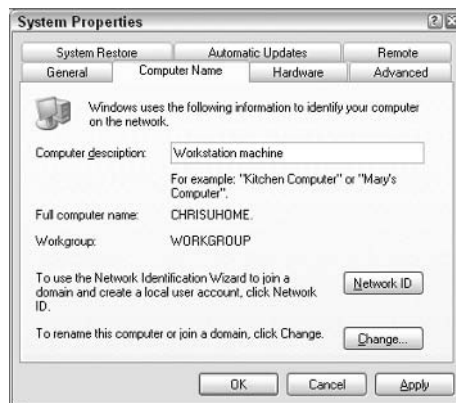 System Properties
System Restore Automatic Updates Remote
General Computer Name Hardware Advanced
Windows uses the following information to identify your computer
on the network.
Computer description: Workstation machine
For example: "Kitchen Computer" or "Mary's
Computer".
Full computer name: CHRISUHOME.
Workgroup: WORKGROUP
To use the Network Identification Wizard to join a
domain and create a local user account, click Network
ID.
Network ID
To rename this computer or join a domain, click Change.
Change...
OK Cancel Apply